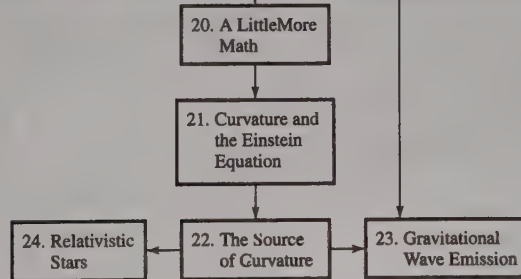 20. A LittleMore
Math
21. Curvature and
the Einstein
Equation
24. Relativistic
Stars
22. The Source
of Curvature
23. Gravitational
Wave Emission